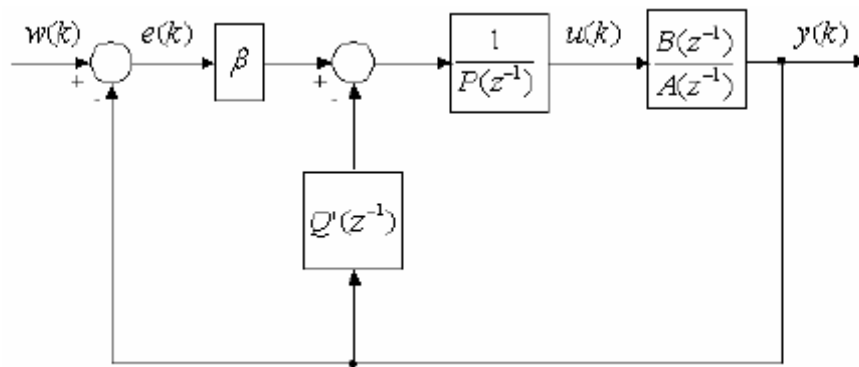 w(k)
+
-
e(k)
β
+
-
1
P(z⁻¹)
u(k)
B(z⁻¹)
A(z⁻¹)
y(k)
Q'(z⁻¹)